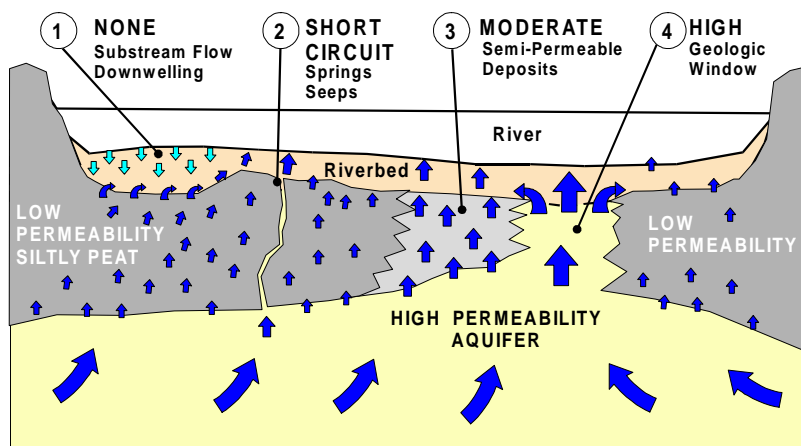 1 NONE
Substream Flow
Downwelling
2 SHORT
CIRCUIT
Springs
Seeps
3 MODERATE
Semi-Permeable
Deposits
4 HIGH
Geologic
Window
River
Riverbed
LOW
PERMEABILITY
SILTLY PEAT
LOW
PERMEABILITY
HIGH PERMEABILITY
AQUIFER